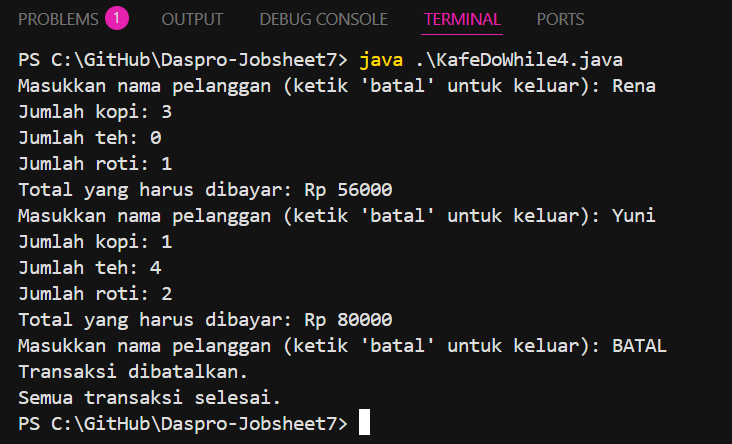 PROBLEMS 1 OUTPUT DEBUG CONSOLE TERMINAL PORTS
PS C:\GitHub\Daspro-Jobsheet7> java .\KafeDoWhile4.java
Masukkan nama pelanggan (ketik 'batal' untuk keluar): Rena
Jumlah kopi: 3
Jumlah teh: 0
Jumlah roti: 1
Total yang harus dibayar: Rp 56000
Masukkan nama pelanggan (ketik 'batal' untuk keluar): Yuni
Jumlah kopi: 1
Jumlah teh: 4
Jumlah roti: 2
Total yang harus dibayar: Rp 80000
Masukkan nama pelanggan (ketik 'batal' untuk keluar): BATAL
Transaksi dibatalkan.
Semua transaksi selesai.
PS C:\GitHub\Daspro-Jobsheet7>